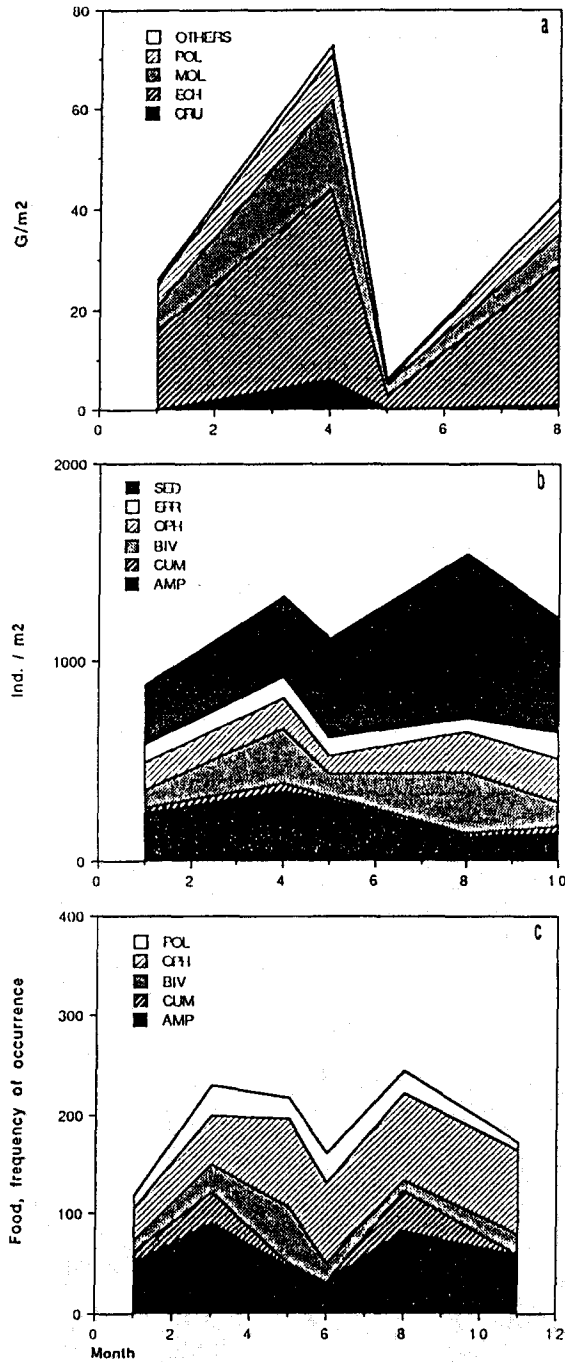 80
a
OTHERS
POL
MOL
ECH
CRU
60
40
20
0
G/m2
0 2 4 6 8
2000
b
SED
ERR
OPH
BIV
CUM
AMP
1000
0
Ind. / m2
0 2 4 6 8 10
400
c
POL
OPH
BIV
CUM
AMP
300
200
100
0
Food, frequency of occurrence
0 2 4 6 8 10 12
Month